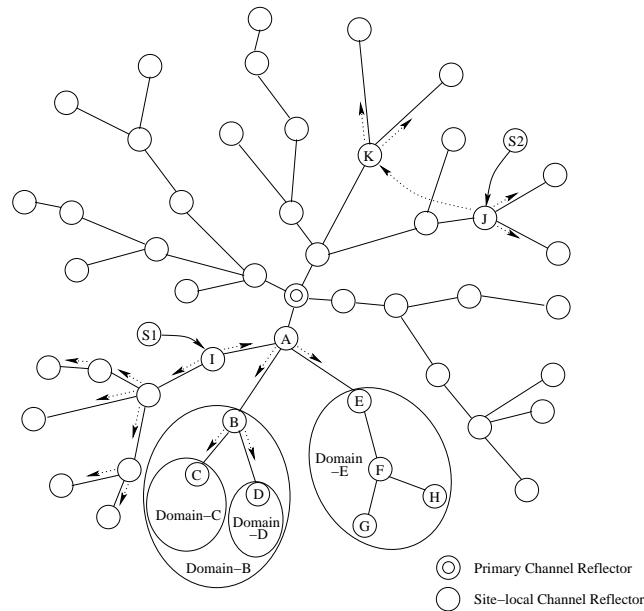 K
S2
J
S1
I
A
E
B
Domain
–E
F
C
D
H
G
Domain–C
Domain
–D
Domain–B
Primary Channel Reflector
Site–local Channel Reflector